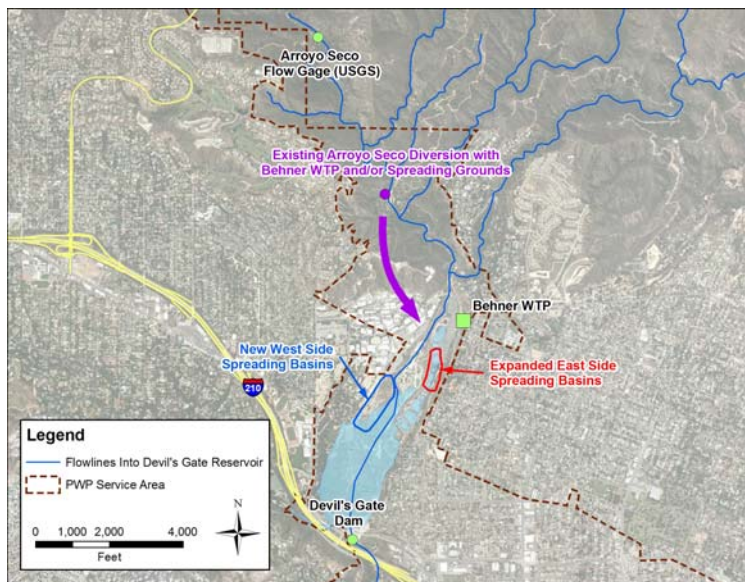 Arroyo Seco
Flow Gage (USGS)
Existing Arroyo Seco Diversion with
Behner WTP and/or Spreading Grounds
Behner WTP
New West Side
Spreading Basins
Expanded East Side
Spreading Basins
210
Legend
Flowlines Into Devil's Gate Reservoir
PWP Service Area
N
0 1,000 2,000 4,000
Feet
Devil's Gate
Dam